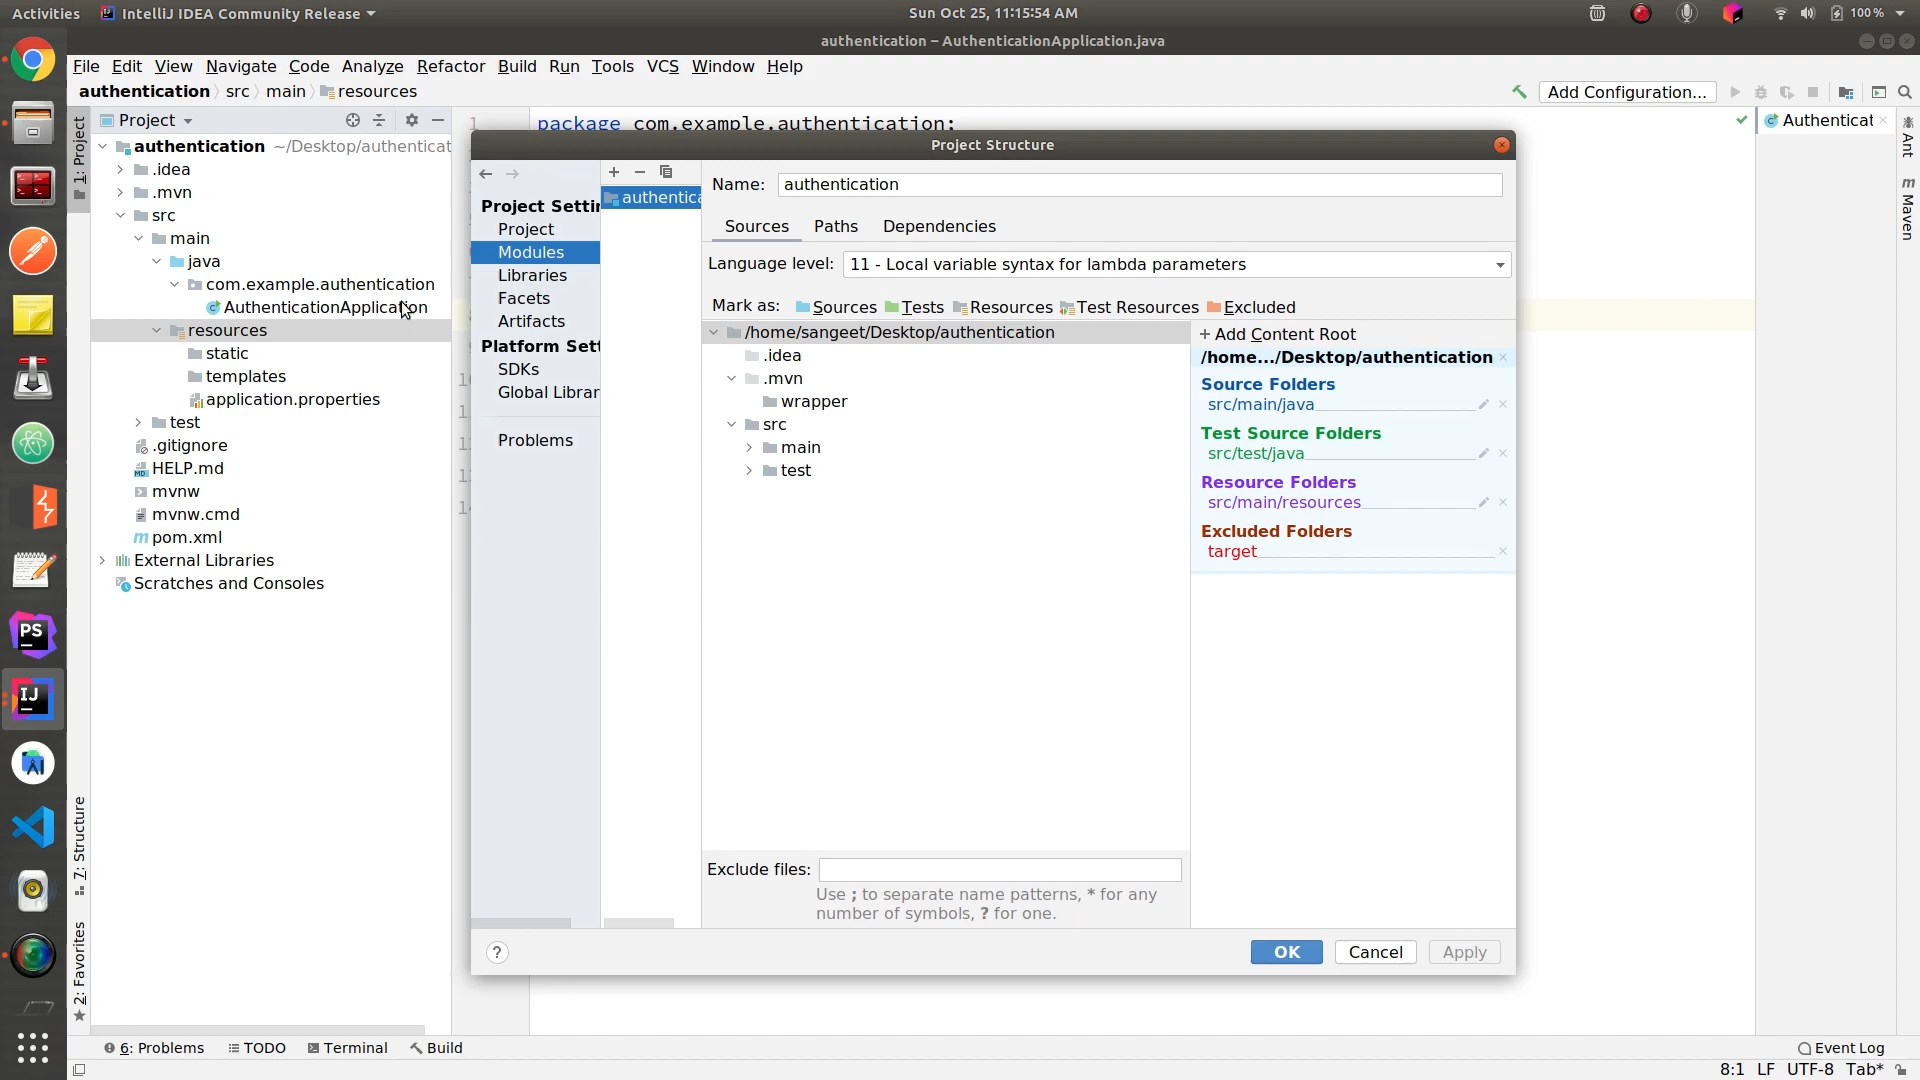 Activities IntelliJ IDEA Community Release Sun Oct 25, 11:15:54 AM 100%
authentication – AuthenticationApplication.java
File Edit View Navigate Code Analyze Refactor Build Run Tools VCS Window Help
authentication src main resources Add Configuration...
1: Project
7: Structure
2: Favorites
Project
authentication ~/Desktop/authenticat
.idea
.mvn
src
main
java
com.example.authentication
AuthenticationApplication
resources
static
templates
application.properties
test
.gitignore
HELP.md
mvnw
mvnw.cmd
pom.xml
External Libraries
Scratches and Consoles
1 package com.example.authentication;
Authenticat
Ant
Maven
Project Structure
Project Settin
Project
Modules
Libraries
Facets
Artifacts
Platform Sett
SDKs
Global Librar
Problems
authentica
Name: authentication
Sources Paths Dependencies
Language level: 11 - Local variable syntax for lambda parameters
Mark as: Sources Tests Resources Test Resources Excluded
/home/sangeet/Desktop/authentication
.idea
.mvn
wrapper
src
main
test
+ Add Content Root
/home.../Desktop/authentication
Source Folders
src/main/java
Test Source Folders
src/test/java
Resource Folders
src/main/resources
Excluded Folders
target
Exclude files:
Use ; to separate name patterns, * for any
number of symbols, ? for one.
? OK Cancel Apply
6: Problems TODO Terminal Build Event Log
8:1 LF UTF-8 Tab*